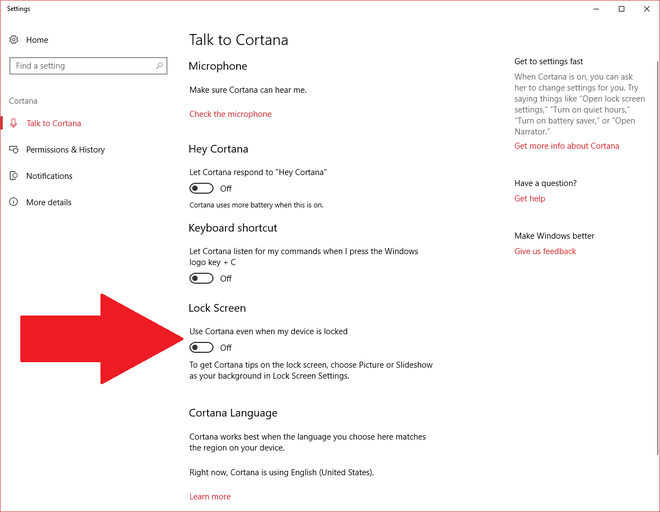 Settings
Home
Find a setting
Cortana
Talk to Cortana
Permissions & History
Notifications
More details
Talk to Cortana
Microphone
Make sure Cortana can hear me.
Check the microphone
Hey Cortana
Let Cortana respond to "Hey Cortana"
Off
Cortana uses more battery when this is on.
Keyboard shortcut
Let Cortana listen for my commands when I press the Windows
logo key + C
Off
Lock Screen
Use Cortana even when my device is locked
Off
To get Cortana tips on the lock screen, choose Picture or Slideshow
as your background in Lock Screen Settings.
Cortana Language
Cortana works best when the language you choose here matches
the region on your device.
Right now, Cortana is using English (United States).
Learn more
Get to settings fast
When Cortana is on, you can ask
her to change settings for you. Try
saying things like "Open lock screen
settings," "Turn on quiet hours,"
"Turn on battery saver," or "Open
Narrator."
Get more info about Cortana
Have a question?
Get help
Make Windows better
Give us feedback